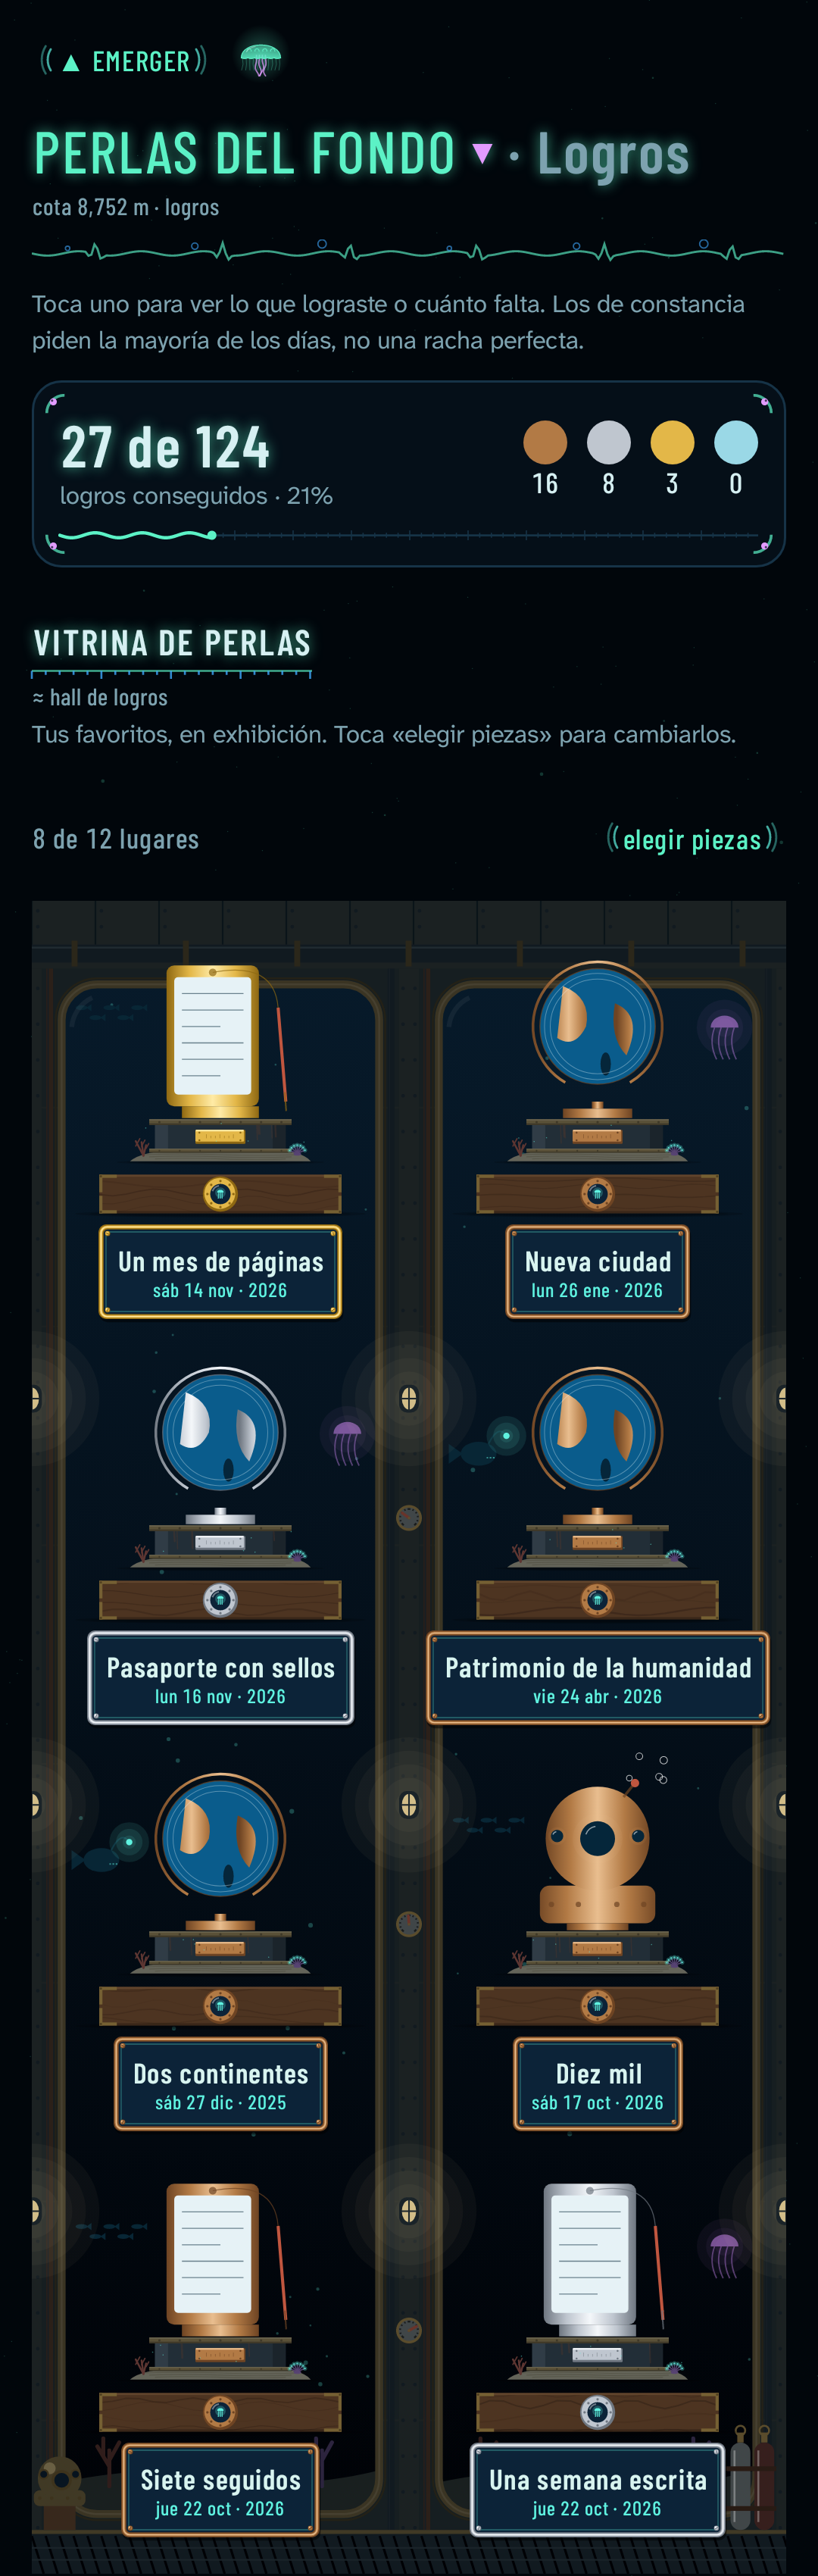 ▲ EMERGER
PERLAS DEL FONDO ▼ · Logros
cota 8,752 m · logros
Toca uno para ver lo que lograste o cuánto falta. Los de constancia
piden la mayoría de los días, no una racha perfecta.
27 de 124
logros conseguidos · 21%
16 8 3 0
VITRINA DE PERLAS
≈ hall de logros
Tus favoritos, en exhibición. Toca «elegir piezas» para cambiarlos.
8 de 12 lugares
elegir piezas
Un mes de páginas
sáb 14 nov · 2026
Nueva ciudad
lun 26 ene · 2026
Pasaporte con sellos
lun 16 nov · 2026
Patrimonio de la humanidad
vie 24 abr · 2026
Dos continentes
sáb 27 dic · 2025
Diez mil
sáb 17 oct · 2026
Siete seguidos
jue 22 oct · 2026
Una semana escrita
jue 22 oct · 2026